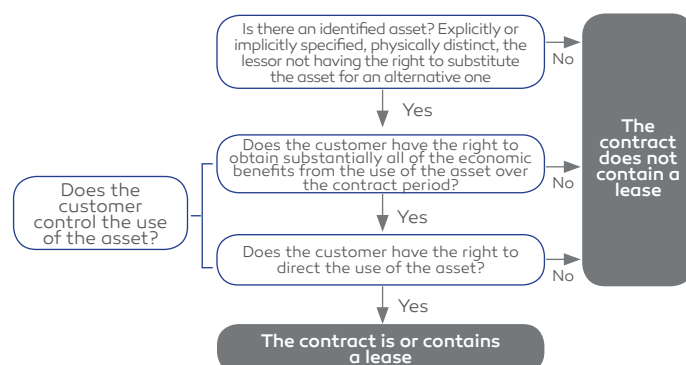 Is there an identified asset? Explicitly or
implicitly specified, physically distinct, the
lessor not having the right to substitute
the asset for an alternative one
No
Yes
The
contract
does not
contain a
lease
Does the customer have the right to
obtain substantially all of the economic
benefits from the use of the asset over
the contract period?
No
Does the
customer
control the use
of the asset?
Yes
Does the customer have the right to
direct the use of the asset?
No
Yes
The contract is or contains
a lease